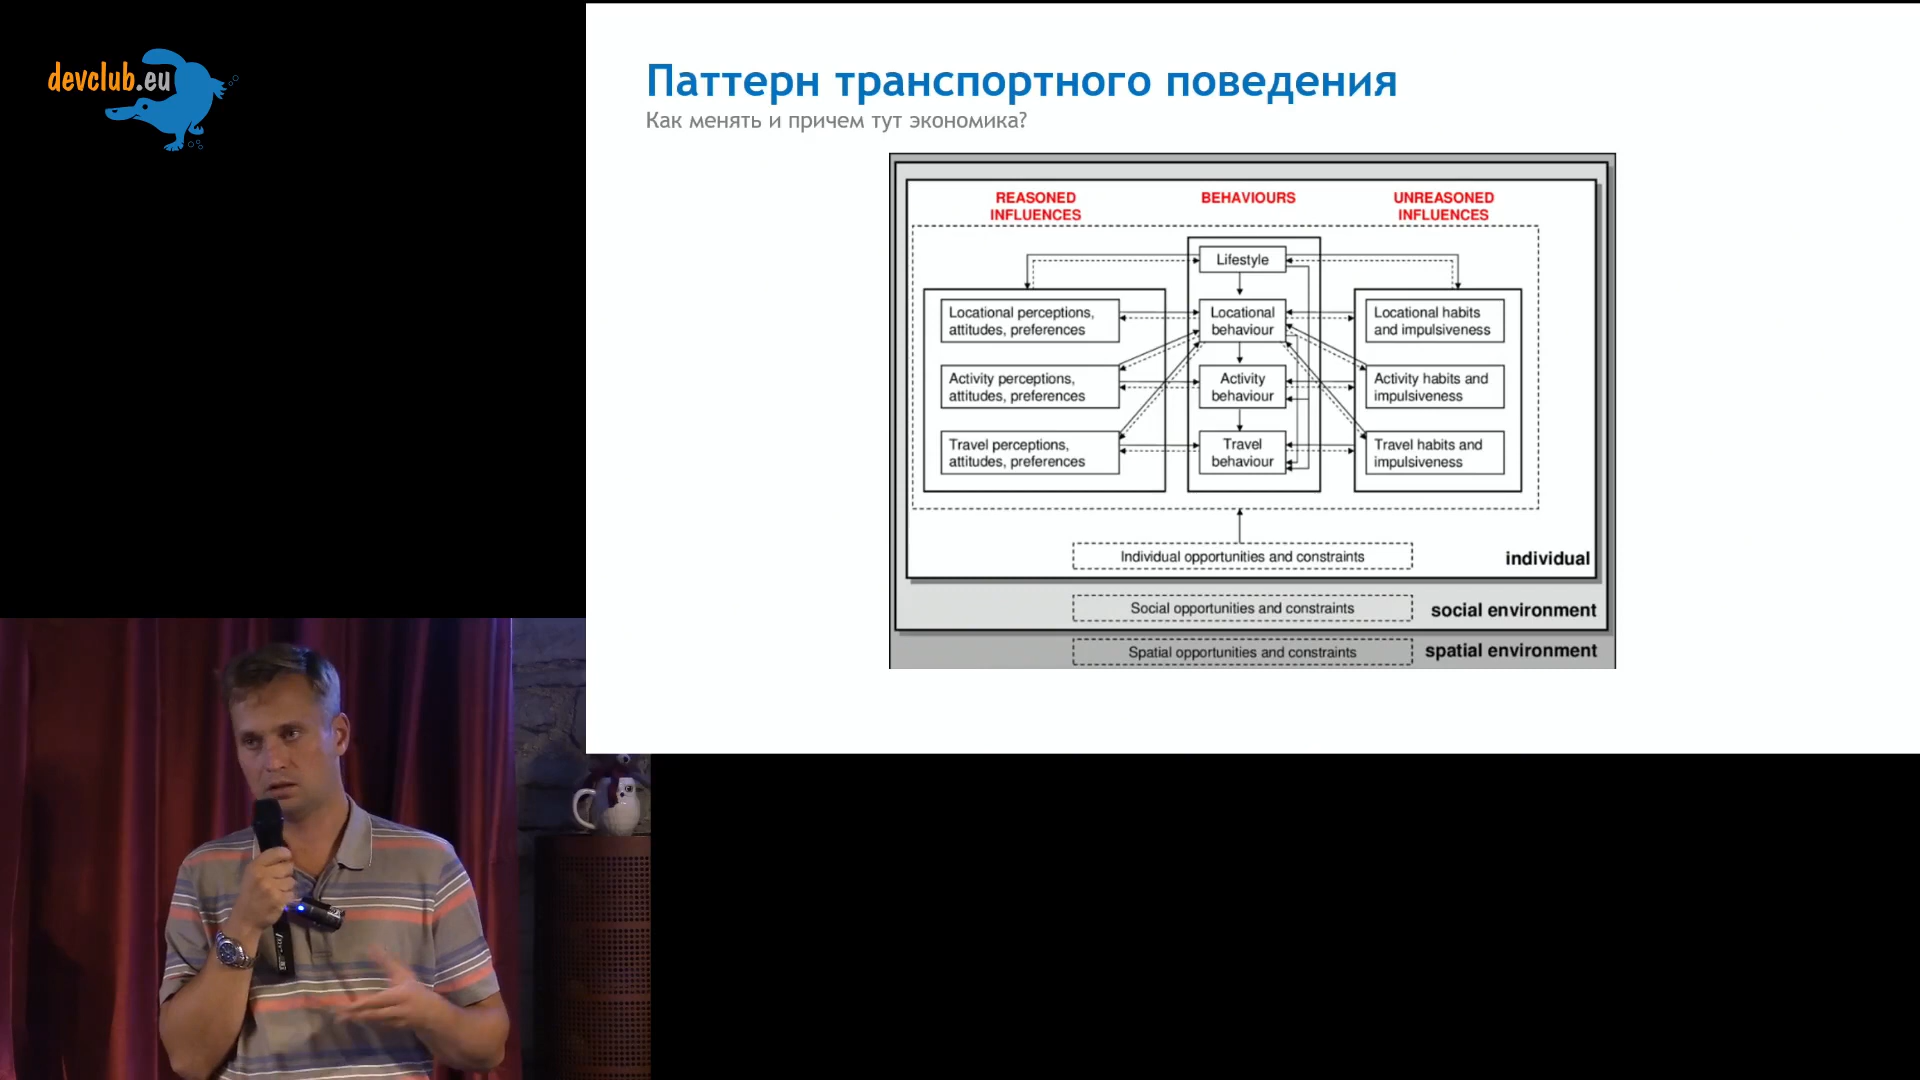 devclub.eu
Паттерн транспортного поведения
Как менять и причем тут экономика?
REASONED
INFLUENCES
BEHAVIOURS
UNREASONED
INFLUENCES
Lifestyle
Locational perceptions,
attitudes, preferences
Locational
behaviour
Locational habits
and impulsiveness
Activity perceptions,
attitudes, preferences
Activity
behaviour
Activity habits and
impulsiveness
Travel perceptions,
attitudes, preferences
Travel
behaviour
Travel habits and
impulsiveness
Individual opportunities and constraints
individual
Social opportunities and constraints
social environment
Spatial opportunities and constraints
spatial environment